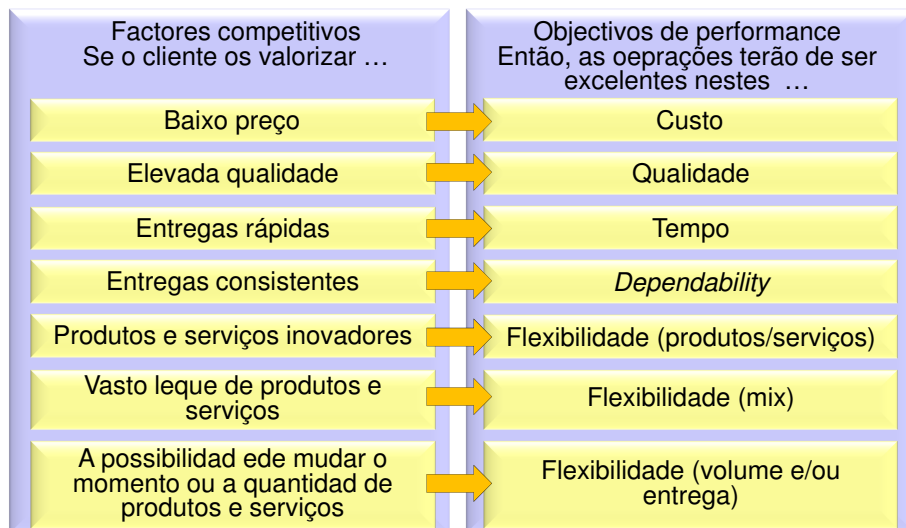 Factores competitivos
Se o cliente os valorizar …
Objectivos de performance
Então, as oeprações terão de ser
excelentes nestes …
Baixo preço
Custo
Elevada qualidade
Qualidade
Entregas rápidas
Tempo
Entregas consistentes
Dependability
Produtos e serviços inovadores
Flexibilidade (produtos/serviços)
Vasto leque de produtos e
serviços
Flexibilidade (mix)
A possibilidad ede mudar o
momento ou a quantidad de
produtos e serviços
Flexibilidade (volume e/ou
entrega)